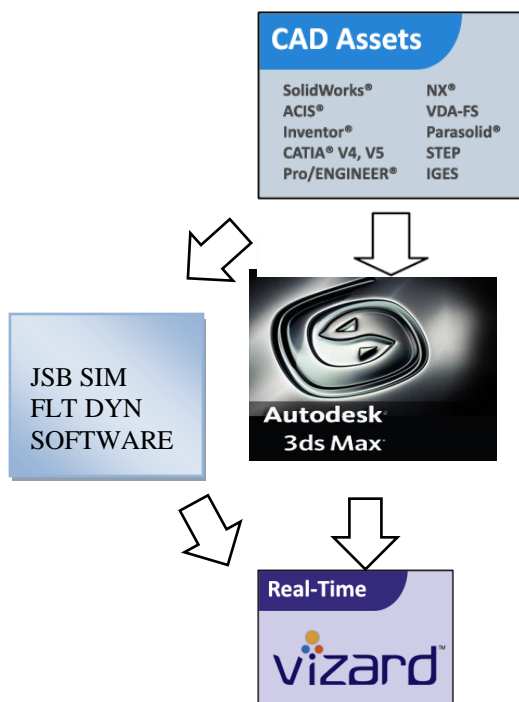 CAD Assets
SolidWorks®
ACIS®
Inventor®
CATIA® V4, V5
Pro/ENGINEER®
NX®
VDA-FS
Parasolid®
STEP
IGES
JSB SIM
FLT DYN
SOFTWARE
Autodesk
3ds Max
Real-Time
vizard™